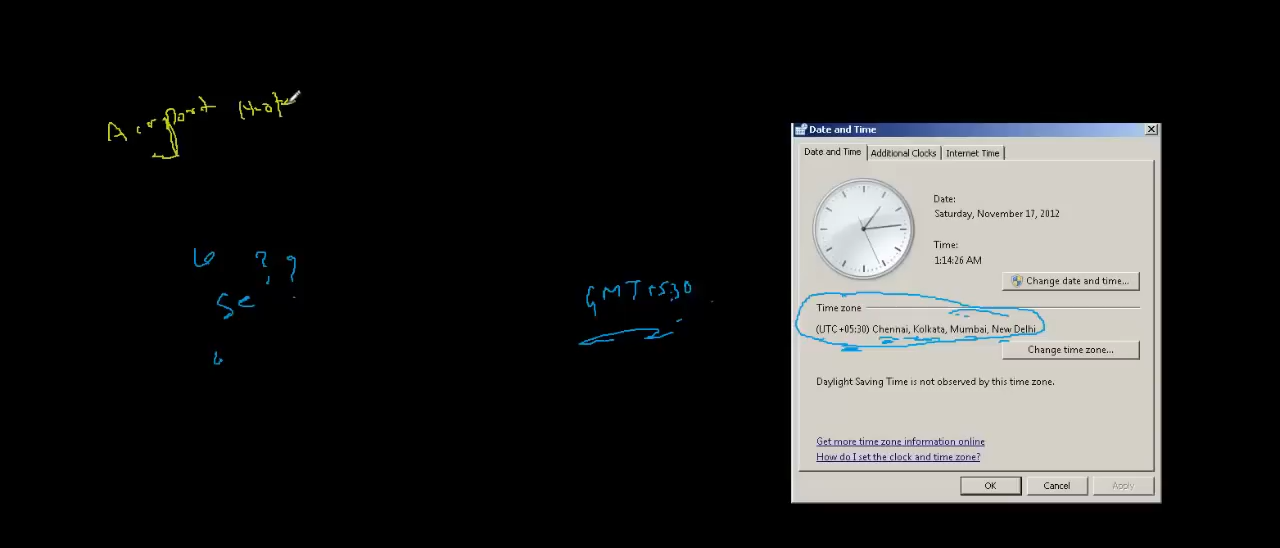 Airport
Date and Time
Date and Time Additional Clocks Internet Time
Date:
Saturday, November 17, 2012
Time:
1:14:26 AM
Change date and time...
GMT+5:30
Time zone
(UTC+05:30) Chennai, Kolkata, Mumbai, New Delhi
Change time zone...
Daylight Saving Time is not observed by this time zone.
Get more time zone information online
How do I set the clock and time zone?
OK Cancel Apply